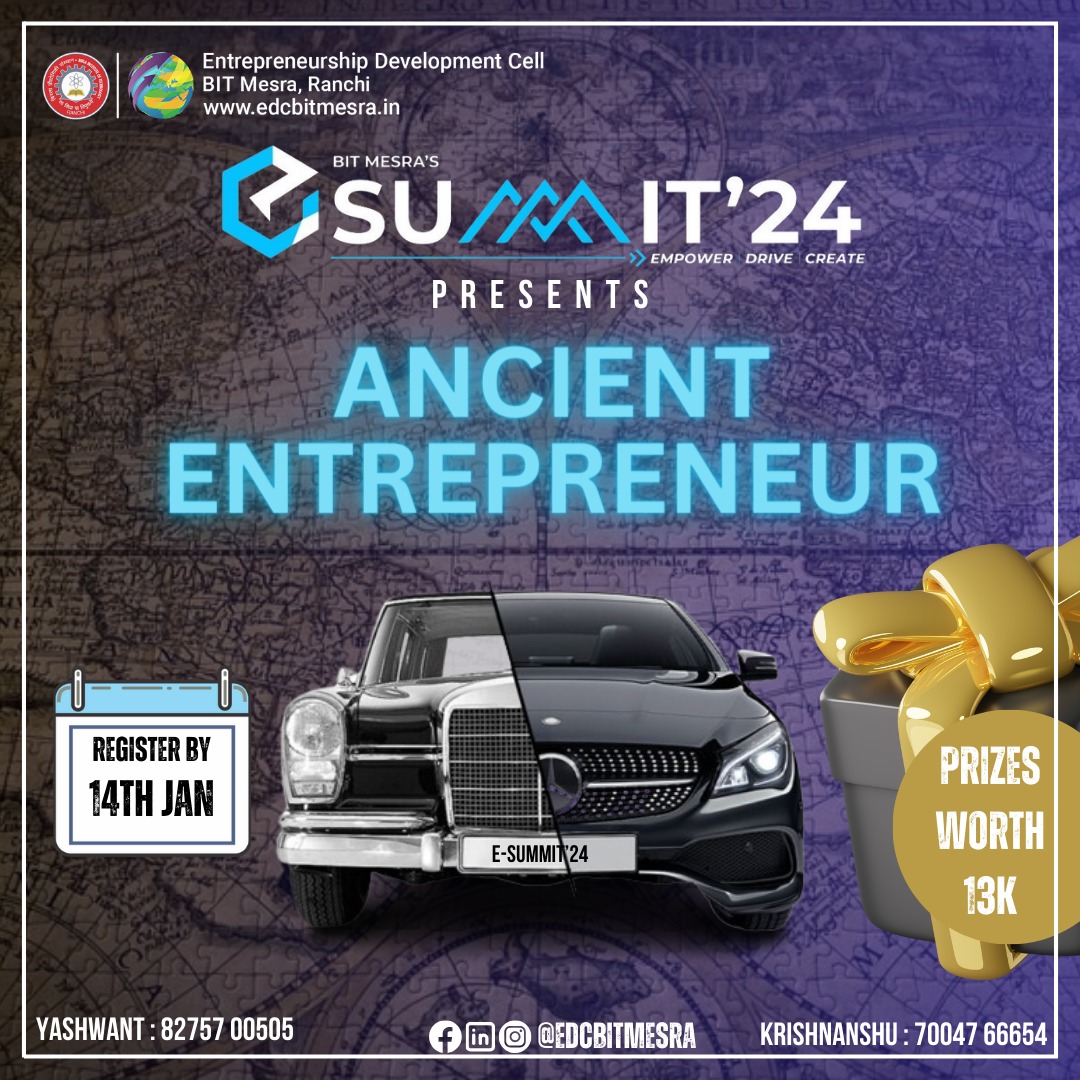 Entrepreneurship Development Cell
BIT Mesra, Ranchi
www.edcbitmesra.in
BIT MESRA'S
e SUMMIT'24
EMPOWER DRIVE CREATE
PRESENTS
ANCIENT
ENTREPRENEUR
REGISTER BY
14TH JAN
E-SUMMIT'24
PRIZES
WORTH
13K
YASHWANT : 82757 00505
@EDCBITMESRA
KRISHNANSHU : 70047 66654